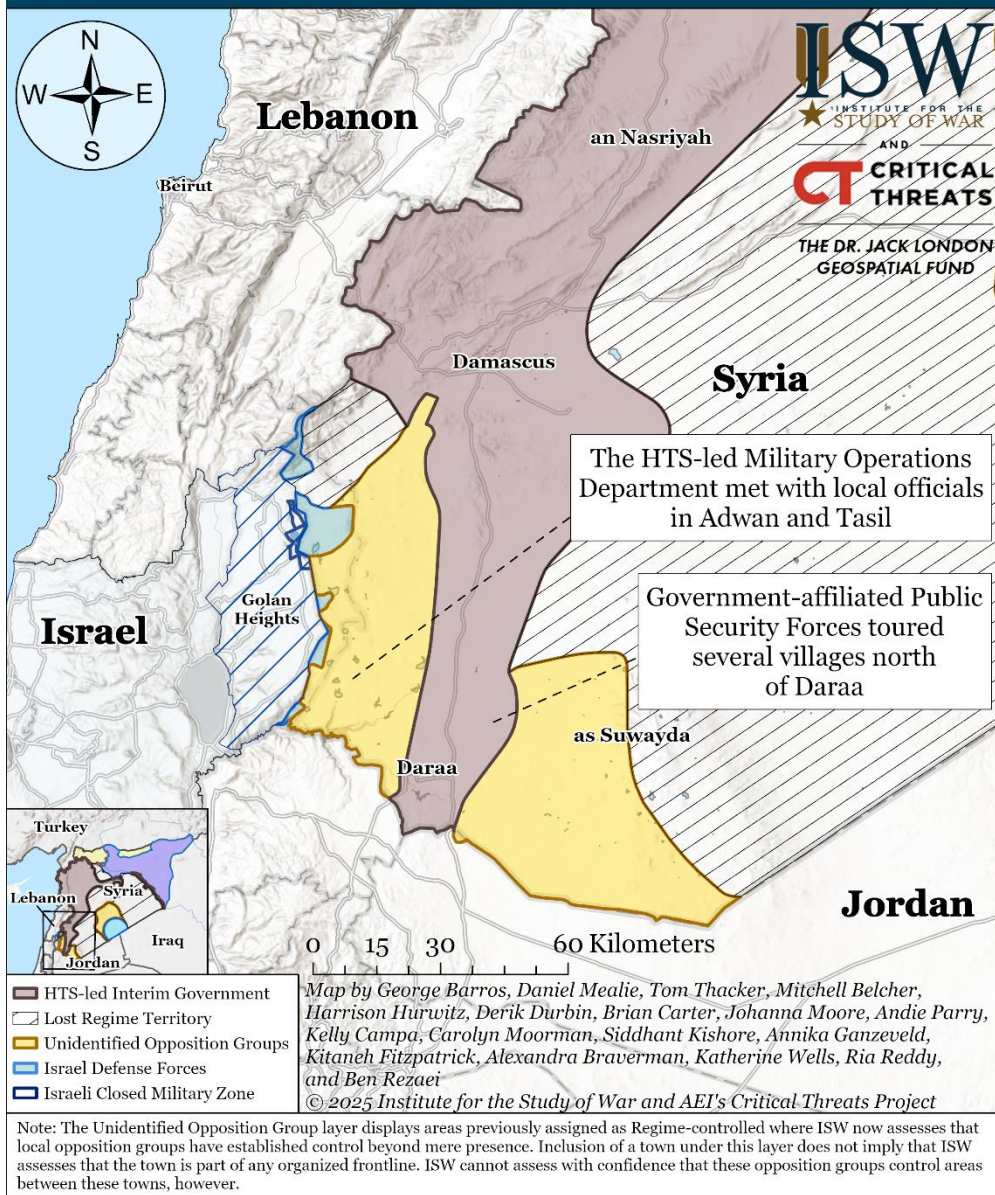 N
W
E
S
ISW
INSTITUTE FOR THE
STUDY OF WAR
AND
CT CRITICAL
THREATS
THE DR. JACK LONDON
GEOSPATIAL FUND
Lebanon
an Nasriyah
Beirut
Damascus
Syria
The HTS-led Military Operations
Department met with local officials
in Adwan and Tasil
Golan
Heights
Israel
Government-affiliated Public
Security Forces toured
several villages north
of Daraa
as Suwayda
Daraa
Jordan
Turkey
Lebanon
Syria
Iraq
Jordan
0 15 30 60 Kilometers
HTS-led Interim Government
Lost Regime Territory
Unidentified Opposition Groups
Israel Defense Forces
Israeli Closed Military Zone
Map by George Barros, Daniel Mealie, Tom Thacker, Mitchell Belcher,
Harrison Hurwitz, Derik Durbin, Brian Carter, Johanna Moore, Andie Parry,
Kelly Campa, Carolyn Moorman, Siddhant Kishore, Annika Ganzeveld,
Kitaneh Fitzpatrick, Alexandra Braverman, Katherine Wells, Ria Reddy,
and Ben Rezaei
© 2025 Institute for the Study of War and AEI's Critical Threats Project
Note: The Unidentified Opposition Group layer displays areas previously assigned as Regime-controlled where ISW now assesses that
local opposition groups have established control beyond mere presence. Inclusion of a town under this layer does not imply that ISW
assesses that the town is part of any organized frontline. ISW cannot assess with confidence that these opposition groups control areas
between these towns, however.